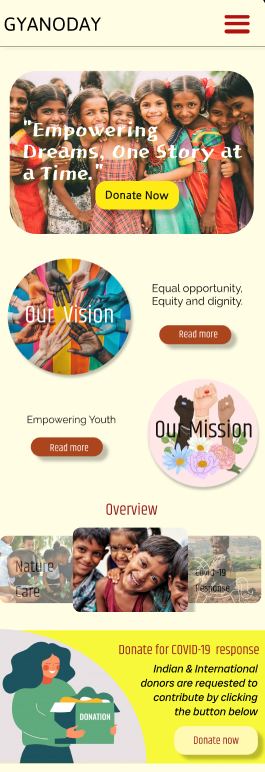 GYANODAY
"Empowering
Dreams, One Story at
a Time."
Donate Now
Our Vision
Equal opportunity,
Equity and dignity.
Read more
Empowering Youth
Read more
Our Mission
Overview
Nature
Care
Covid-19
Response
Donate for COVID-19 response
Indian & International
donors are requested to
contribute by clicking
the button below
DONATION
Donate now